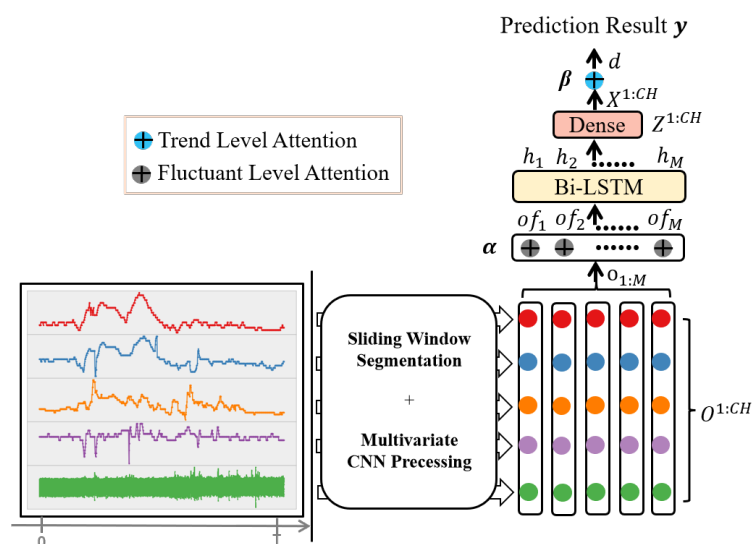 Prediction Result 𝒚
d
β
X^{1:CH}
Dense
Z^{1:CH}
Trend Level Attention
Fluctuant Level Attention
h_1 h_2 ...... h_M
Bi-LSTM
of_1 of_2 ...... of_M
α
......
o_{1:M}
Sliding Window
Segmentation
+
Multivariate
CNN Precessing
O^{1:CH}
0